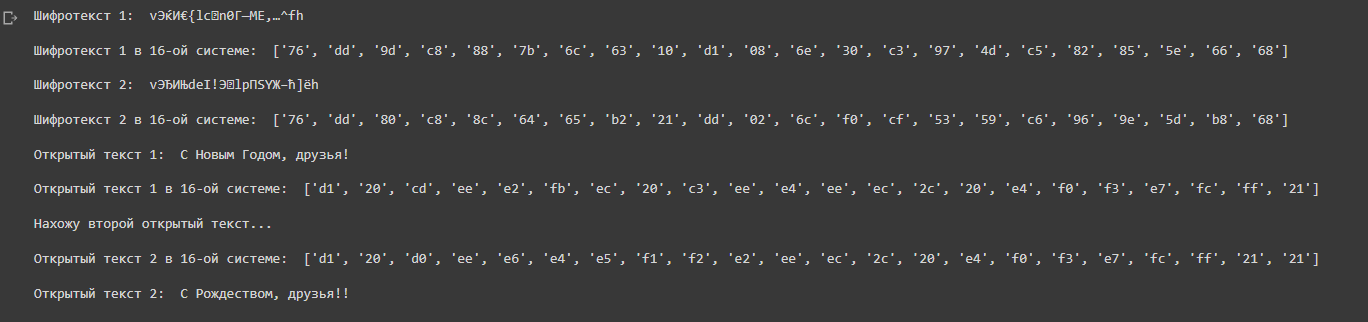 Шифротекст 1:  vЭќИ€{lc␐n0Г—МЕ‚…^fh
Шифротекст 1 в 16-ой системе:  ['76', 'dd', '9d', 'c8', '88', '7b', '6c', '63', '10', 'd1', '08', '6e', '30', 'c3', '97', '4d', 'c5', '82', '85', '5e', '66', '68']
Шифротекст 2:  vЭЂИЊdeI!Э␂lрПSYЖ–ћ]ёh
Шифротекст 2 в 16-ой системе:  ['76', 'dd', '80', 'c8', '8c', '64', '65', 'b2', '21', 'dd', '02', '6c', 'f0', 'cf', '53', '59', 'c6', '96', '9e', '5d', 'b8', '68']
Открытый текст 1:  С Новым Годом, друзья!
Открытый текст 1 в 16-ой системе:  ['d1', '20', 'cd', 'ee', 'e2', 'fb', 'ec', '20', 'c3', 'ee', 'e4', 'ee', 'ec', '2c', '20', 'e4', 'f0', 'f3', 'e7', 'fc', 'ff', '21']
Нахожу второй открытый текст...
Открытый текст 2 в 16-ой системе:  ['d1', '20', 'd0', 'ee', 'e6', 'e4', 'e5', 'f1', 'f2', 'e2', 'ee', 'ec', '2c', '20', 'e4', 'f0', 'f3', 'e7', 'fc', 'ff', '21', '21']
Открытый текст 2:  С Рождеством, друзья!!